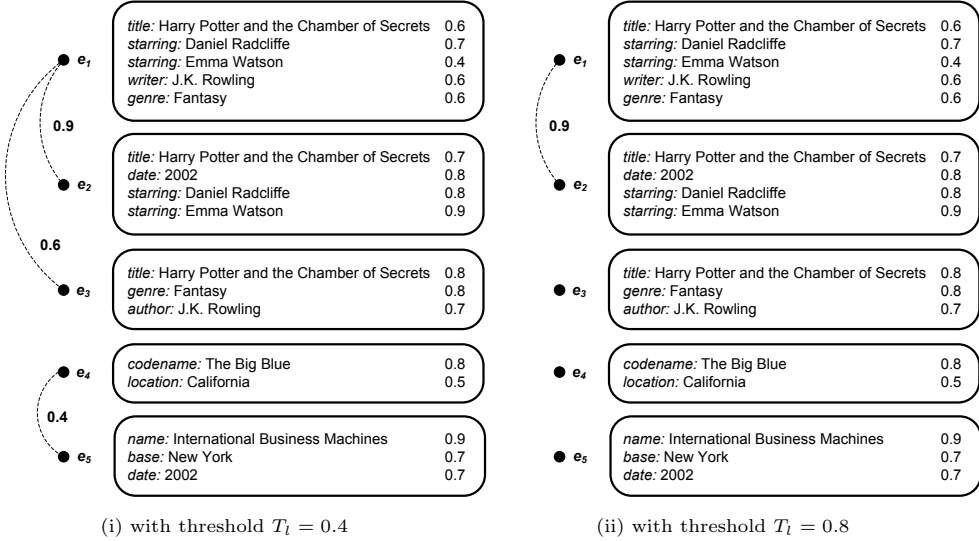 title: Harry Potter and the Chamber of Secrets 0.6
starring: Daniel Radcliffe 0.7
starring: Emma Watson 0.4
writer: J.K. Rowling 0.6
genre: Fantasy 0.6
e1
0.9
title: Harry Potter and the Chamber of Secrets 0.7
date: 2002 0.8
starring: Daniel Radcliffe 0.8
starring: Emma Watson 0.9
e2
0.6
title: Harry Potter and the Chamber of Secrets 0.8
genre: Fantasy 0.8
author: J.K. Rowling 0.7
e3
codename: The Big Blue 0.8
location: California 0.5
e4
0.4
name: International Business Machines 0.9
base: New York 0.7
date: 2002 0.7
e5
(i) with threshold Tl = 0.4
title: Harry Potter and the Chamber of Secrets 0.6
starring: Daniel Radcliffe 0.7
starring: Emma Watson 0.4
writer: J.K. Rowling 0.6
genre: Fantasy 0.6
e1
0.9
title: Harry Potter and the Chamber of Secrets 0.7
date: 2002 0.8
starring: Daniel Radcliffe 0.8
starring: Emma Watson 0.9
e2
title: Harry Potter and the Chamber of Secrets 0.8
genre: Fantasy 0.8
author: J.K. Rowling 0.7
e3
codename: The Big Blue 0.8
location: California 0.5
e4
name: International Business Machines 0.9
base: New York 0.7
date: 2002 0.7
e5
(ii) with threshold Tl = 0.8